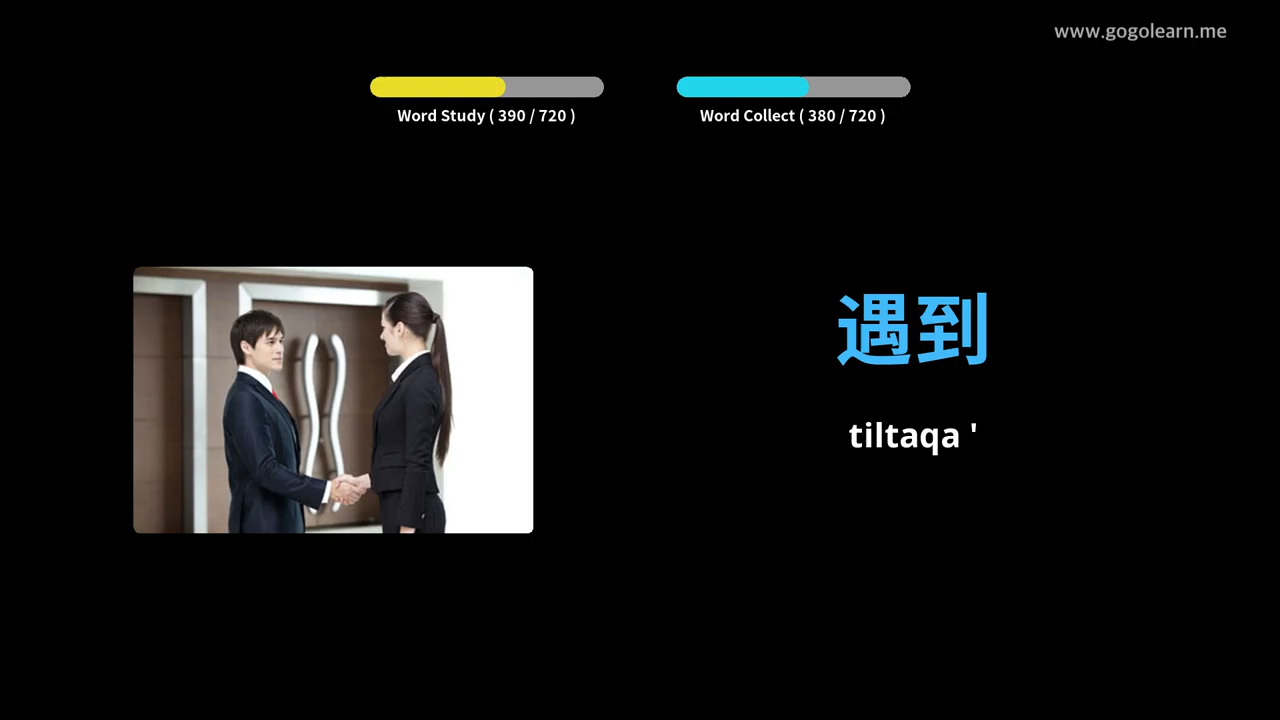 www.gogolearn.me
Word Study ( 390 / 720 )
Word Collect ( 380 / 720 )
遇到
tiltaqa '